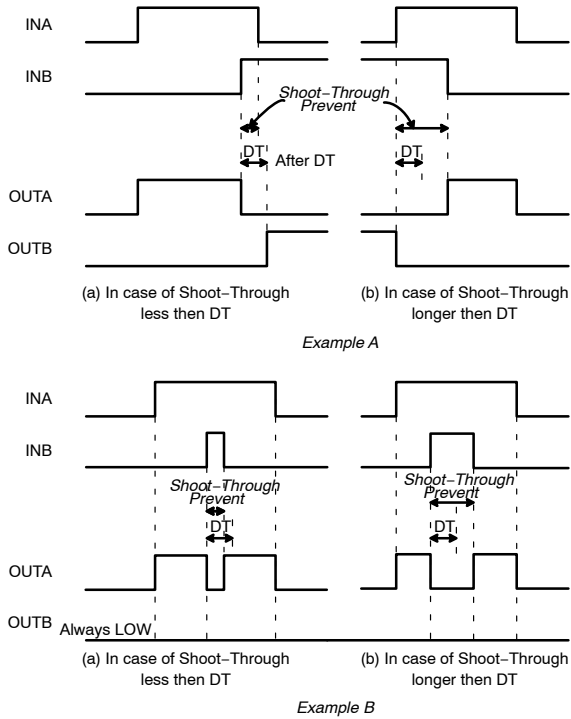 INA
INB
Shoot−Through
Prevent
DT
After DT
DT
OUTA
OUTB
(a) In case of Shoot−Through
less then DT
(b) In case of Shoot−Through
longer then DT
Example A
INA
INB
Shoot−Through
Prevent
DT
Shoot−Through
Prevent
DT
OUTA
OUTB
Always LOW
(a) In case of Shoot−Through
less then DT
(b) In case of Shoot−Through
longer then DT
Example B